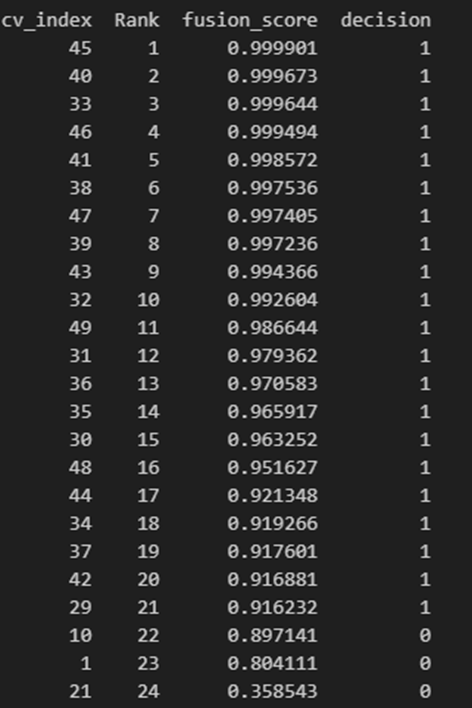 cv_index Rank fusion_score decision
45 1 0.999901 1
40 2 0.999673 1
33 3 0.999644 1
46 4 0.999494 1
41 5 0.998572 1
38 6 0.997536 1
47 7 0.997405 1
39 8 0.997236 1
43 9 0.994366 1
32 10 0.992604 1
49 11 0.986644 1
31 12 0.979362 1
36 13 0.970583 1
35 14 0.965917 1
30 15 0.963252 1
48 16 0.951627 1
44 17 0.921348 1
34 18 0.919266 1
37 19 0.917601 1
42 20 0.916881 1
29 21 0.916232 1
10 22 0.897141 0
1 23 0.804111 0
21 24 0.358543 0